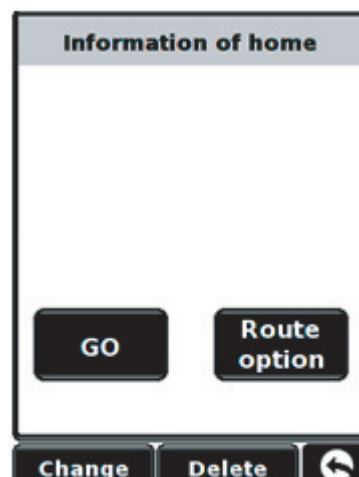 Information of home
GO
Route
option
Change
Delete